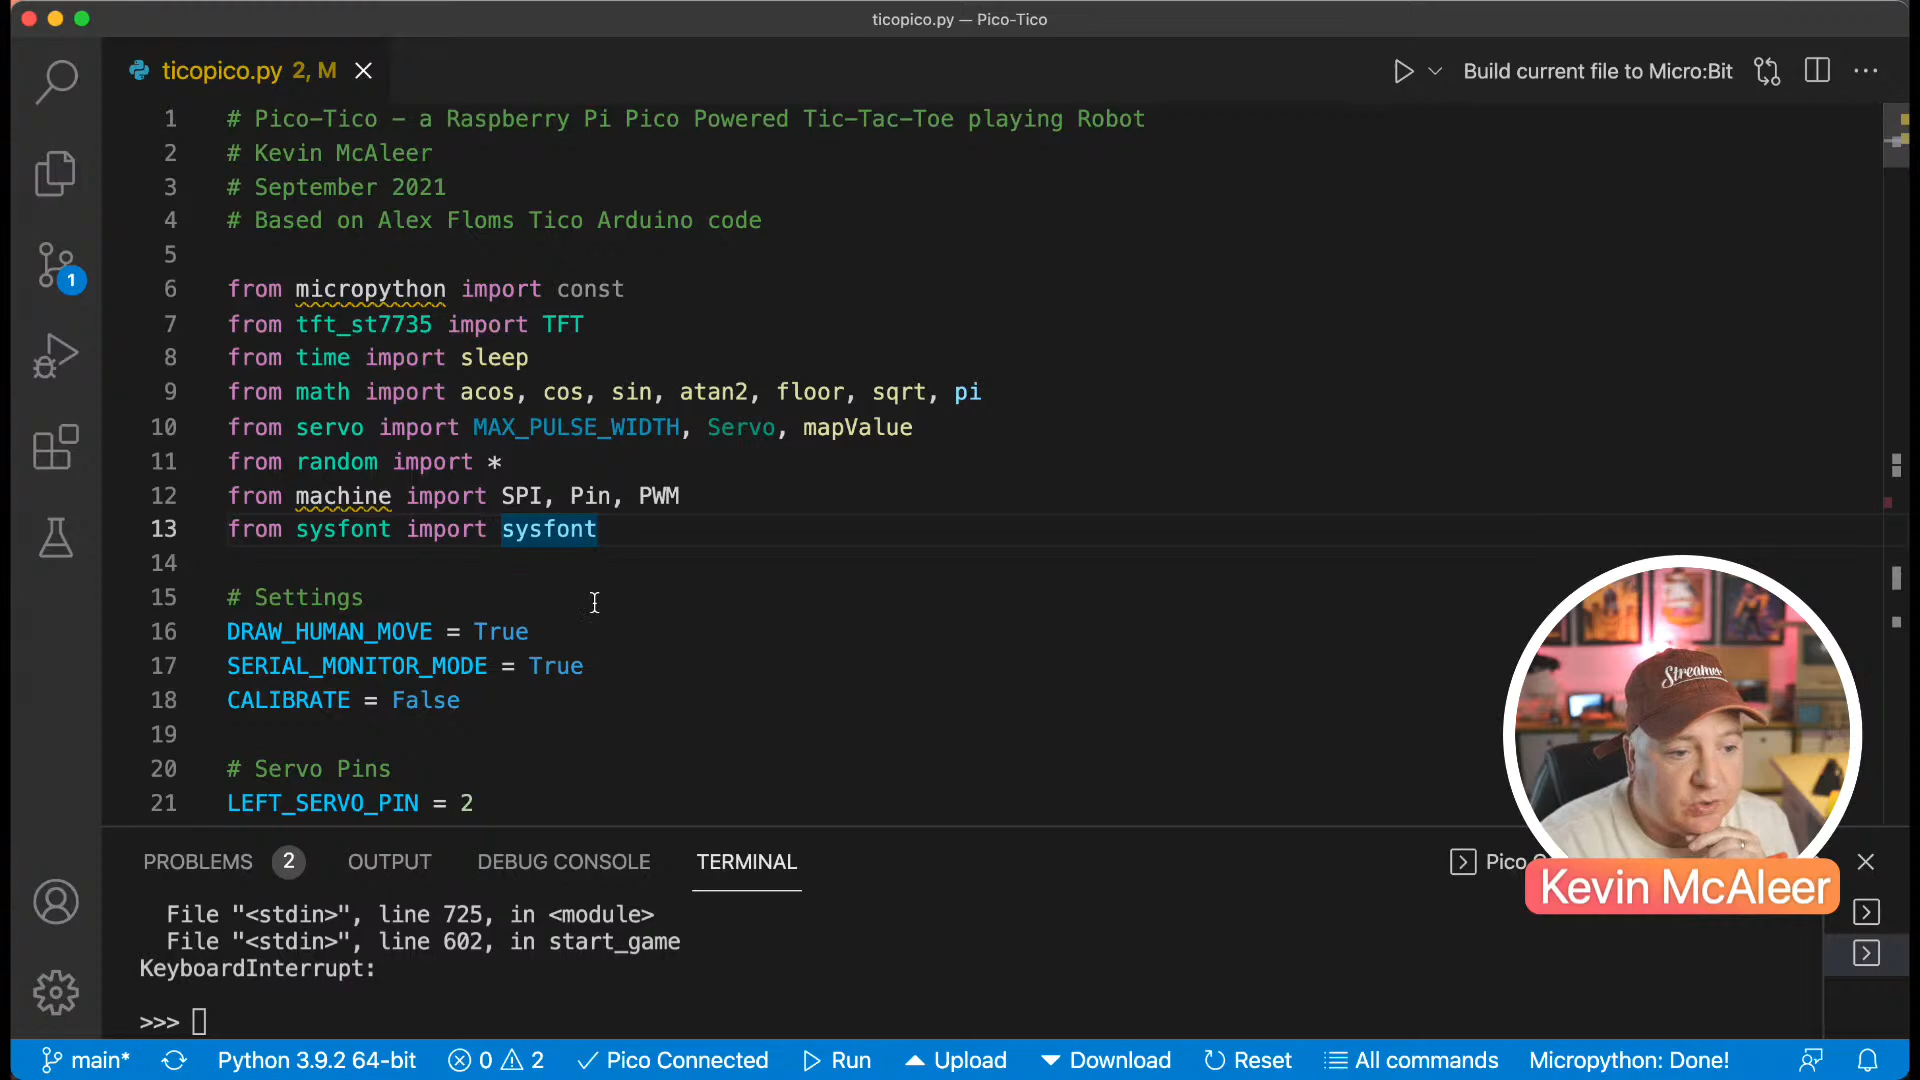 ticopico.py — Pico-Tico
ticopico.py 2, M
Build current file to Micro:Bit
1 # Pico-Tico - a Raspberry Pi Pico Powered Tic-Tac-Toe playing Robot
2 # Kevin McAleer
3 # September 2021
4 # Based on Alex Floms Tico Arduino code
5
6 from micropython import const
7 from tft_st7735 import TFT
8 from time import sleep
9 from math import acos, cos, sin, atan2, floor, sqrt, pi
10 from servo import MAX_PULSE_WIDTH, Servo, mapValue
11 from random import *
12 from machine import SPI, Pin, PWM
13 from sysfont import sysfont
14
15 # Settings
16 DRAW_HUMAN_MOVE = True
17 SERIAL_MONITOR_MODE = True
18 CALIBRATE = False
19
20 # Servo Pins
21 LEFT_SERVO_PIN = 2
1
Streamer
PROBLEMS 2 OUTPUT DEBUG CONSOLE TERMINAL
Pico
Kevin McAleer
File "<stdin>", line 725, in <module>
File "<stdin>", line 602, in start_game
KeyboardInterrupt:
>>>
main* Python 3.9.2 64-bit 0 2 Pico Connected Run Upload Download Reset All commands Micropython: Done!